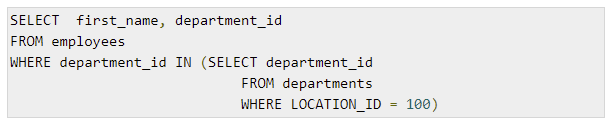 SELECT  first_name, department_id
FROM employees
WHERE department_id IN (SELECT department_id
                            FROM departments
                            WHERE LOCATION_ID = 100)